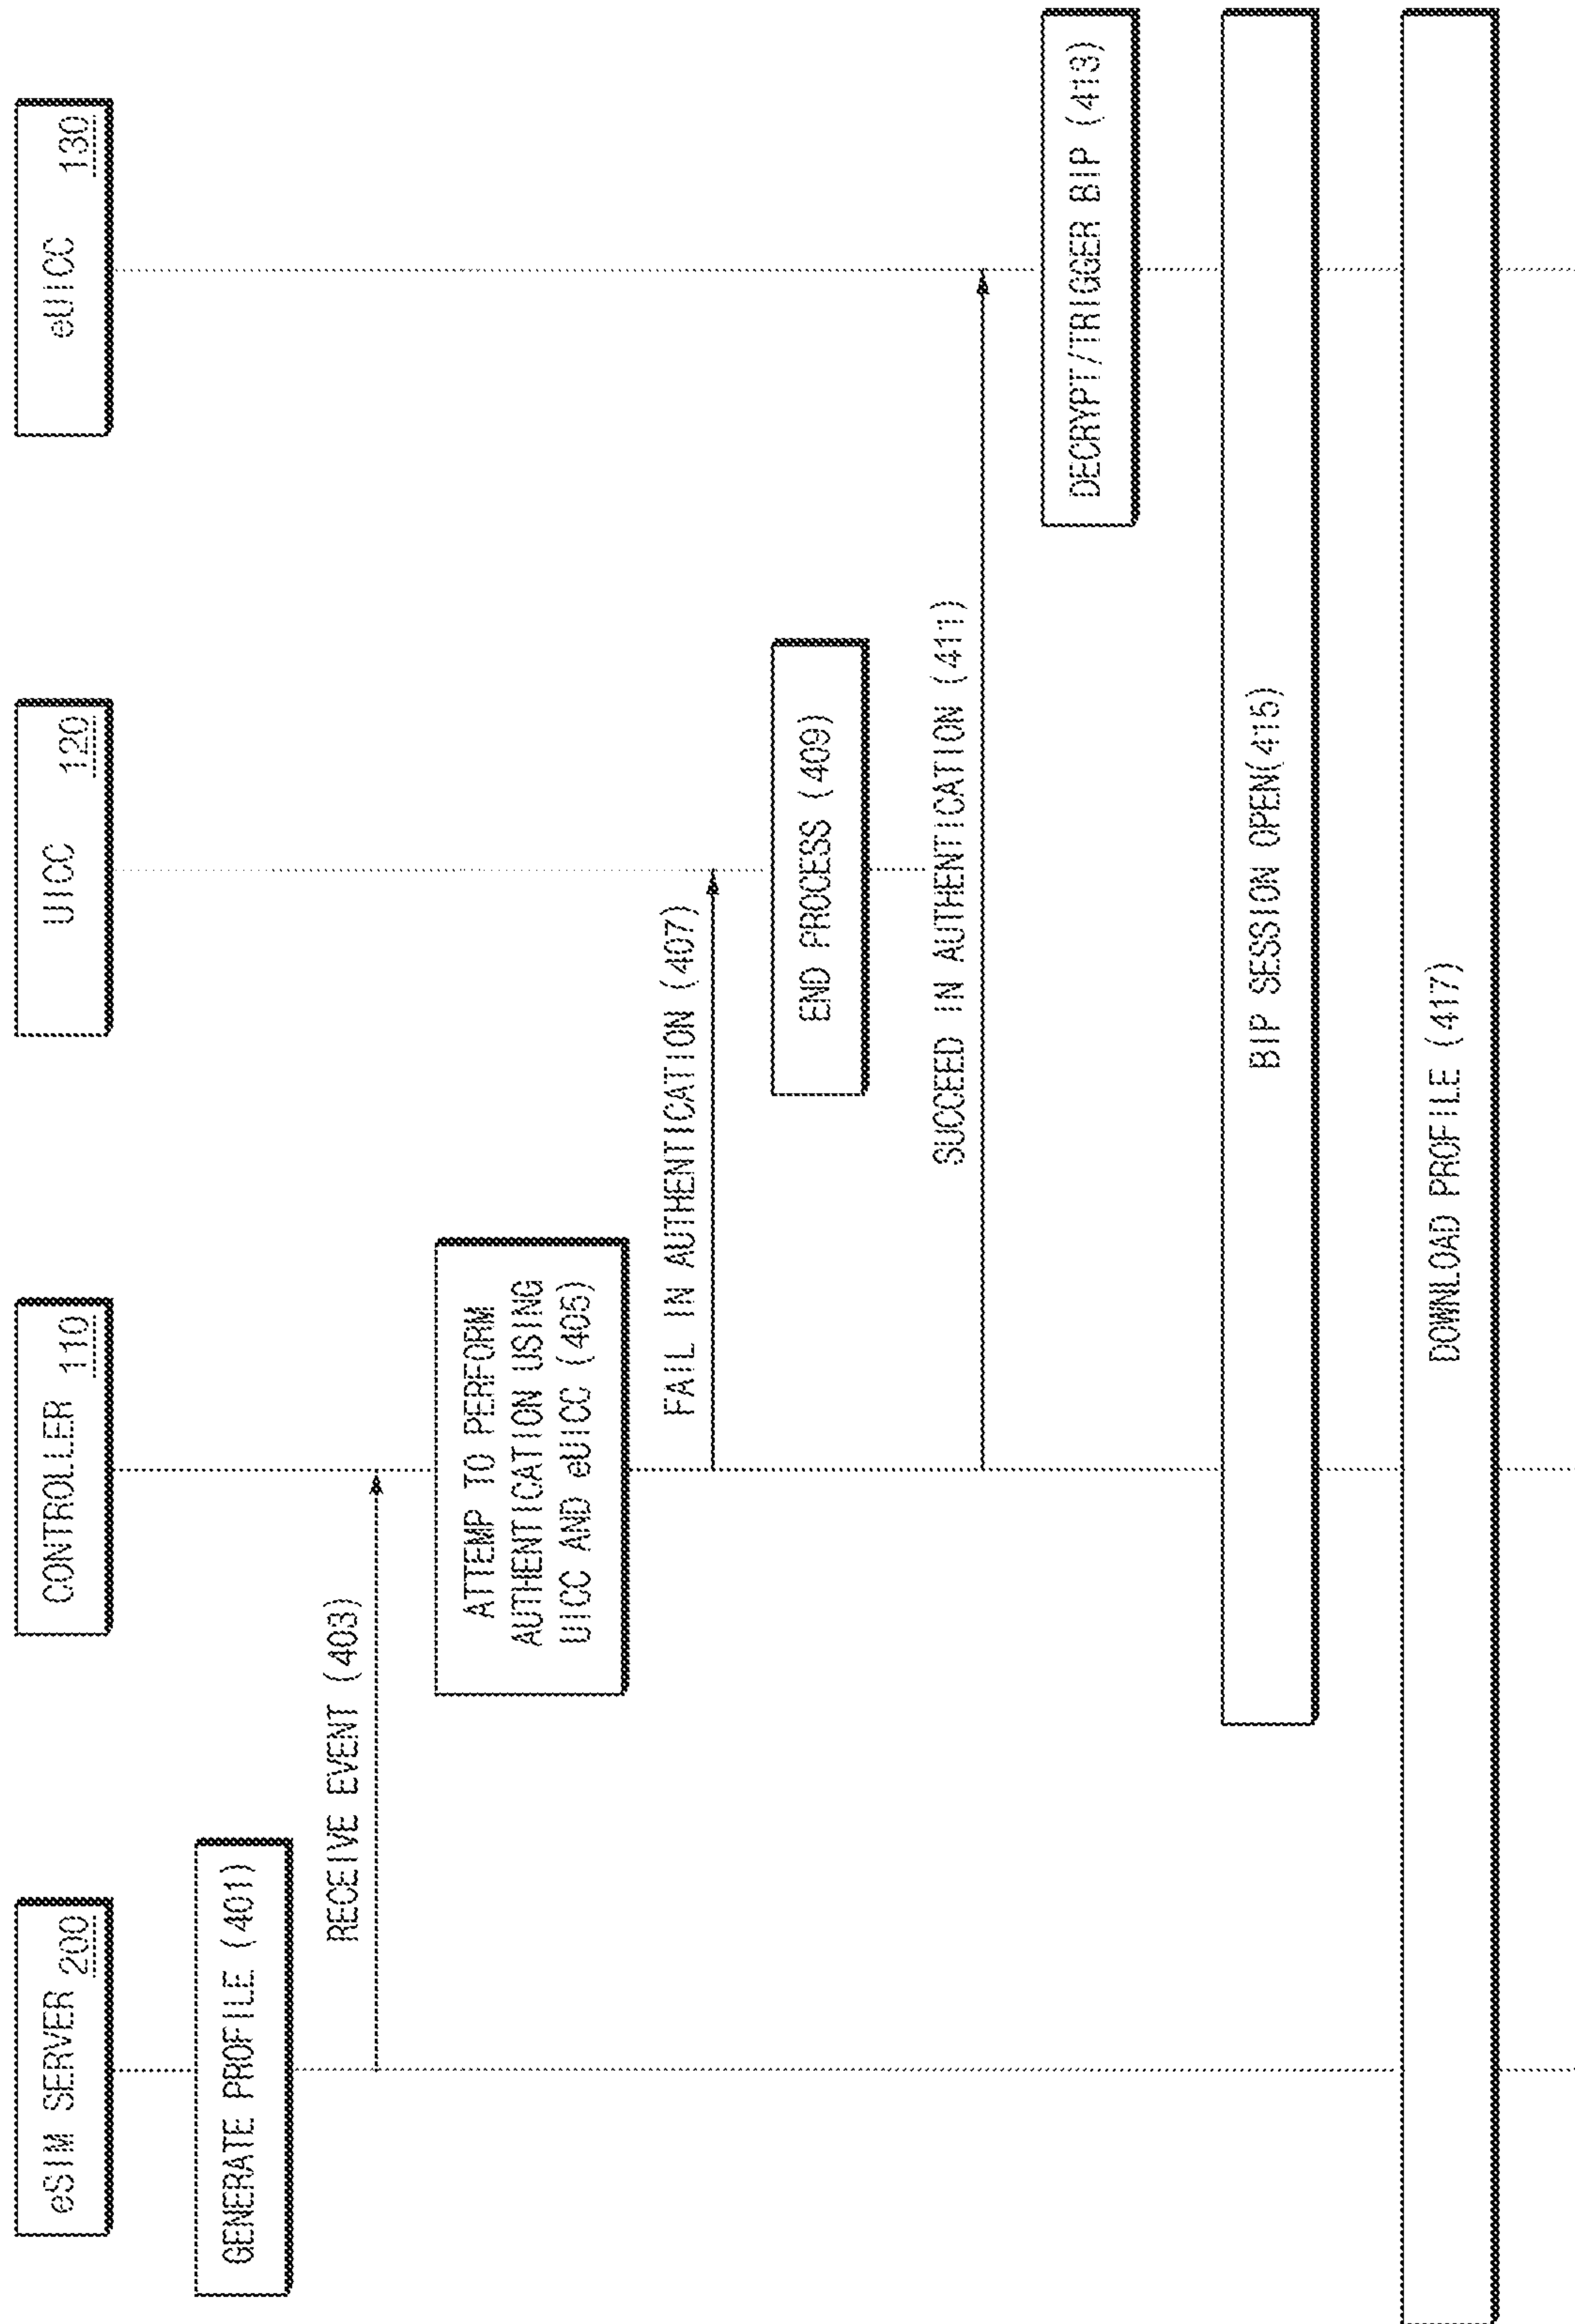 eSIM SERVER 200
CONTROLLER 110
UICC 120
eUICC 130
GENERATE PROFILE (401)
RECEIVE EVENT (403)
ATTEMP TO PERFORM
AUTHENTICATION USING
UICC AND eUICC (405)
FAIL IN AUTHENTICATION (407)
END PROCESS (409)
SUCCEED IN AUTHENTICATION (411)
DECRYPT/TRIGGER BIP (413)
BIP SESSION OPEN(415)
DOWNLOAD PROFILE (417)